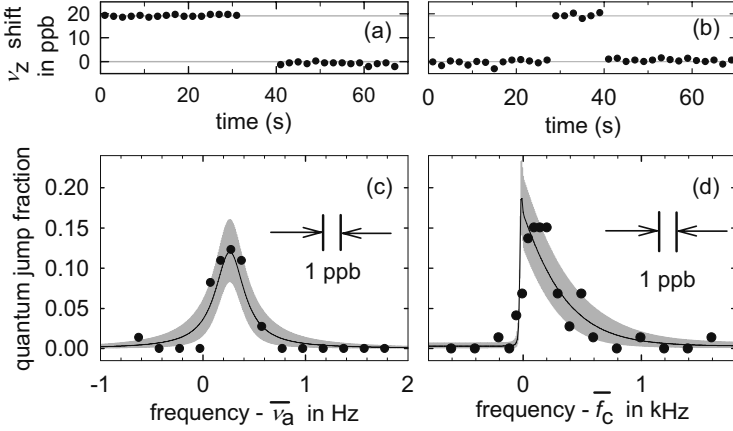 ν_z shift in ppb
20
10
0
(a)
(b)
0
20
40
60
0
20
40
60
time (s)
time (s)
quantum jump fraction
0.20
0.15
0.10
0.05
0.00
(c)
(d)
1 ppb
1 ppb
-1
0
1
2
0
1
frequency - ν̅a in Hz
frequency - f̅c in kHz